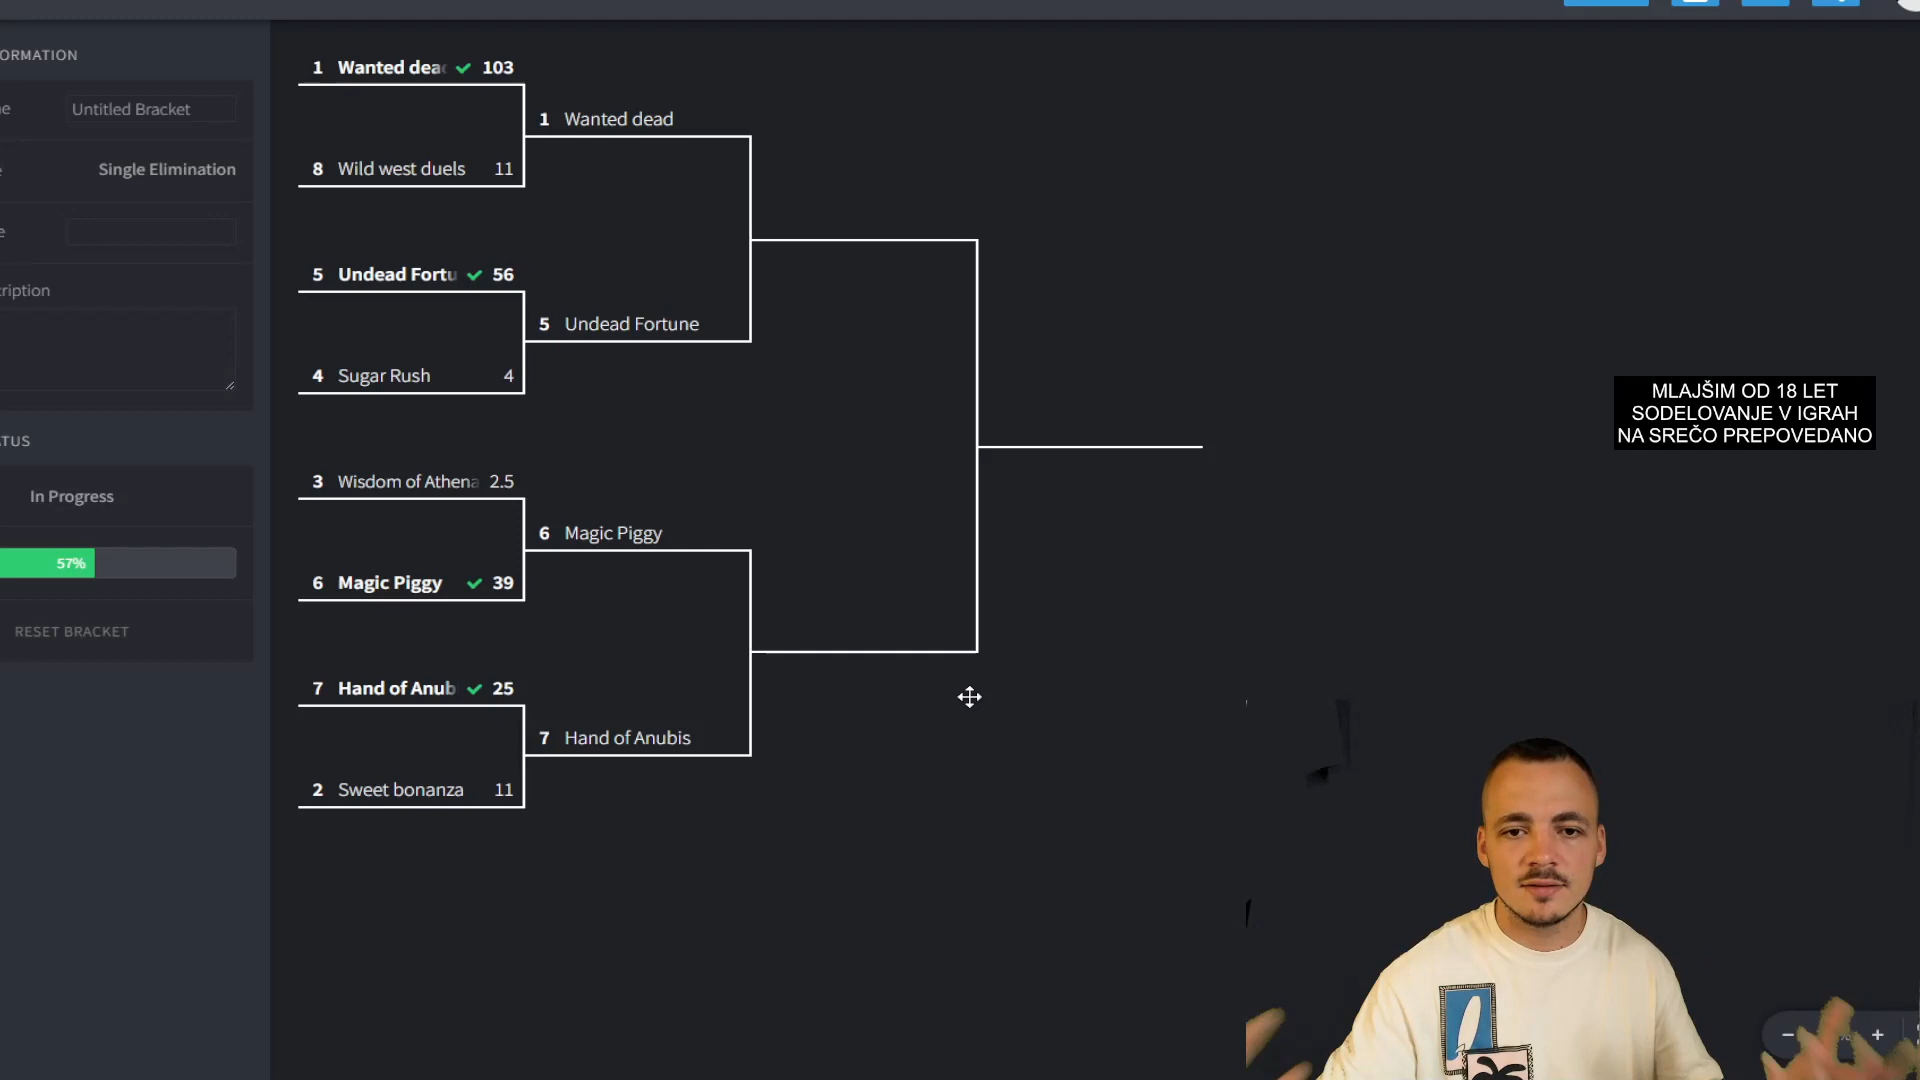 ORMATION
Untitled Bracket
Single Elimination
ription
TUS
In Progress
57%
RESET BRACKET
1 Wanted dea 103
8 Wild west duels 11
5 Undead Fortu 56
4 Sugar Rush 4
3 Wisdom of Athena 2.5
6 Magic Piggy 39
7 Hand of Anub 25
2 Sweet bonanza 11
1 Wanted dead
5 Undead Fortune
6 Magic Piggy
7 Hand of Anubis
MLAJŠIM OD 18 LET
SODELOVANJE V IGRAH
NA SREČO PREPOVEDANO